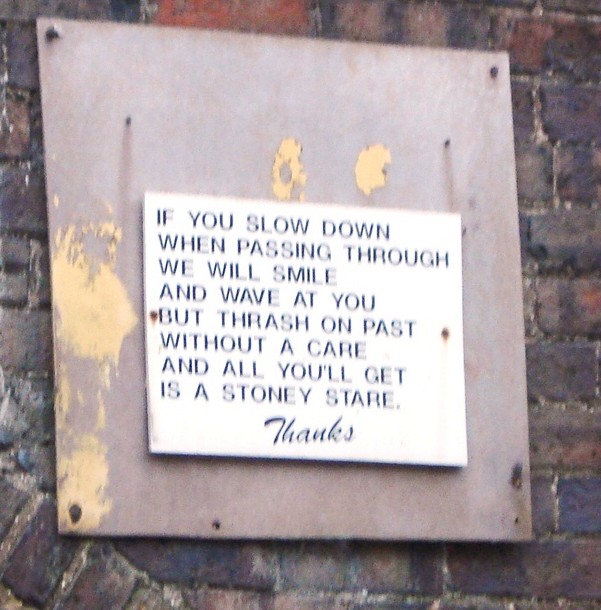 IF YOU SLOW DOWN
WHEN PASSING THROUGH
WE WILL SMILE
AND WAVE AT YOU
BUT THRASH ON PAST
WITHOUT A CARE
AND ALL YOU'LL GET
IS A STONEY STARE.
Thanks